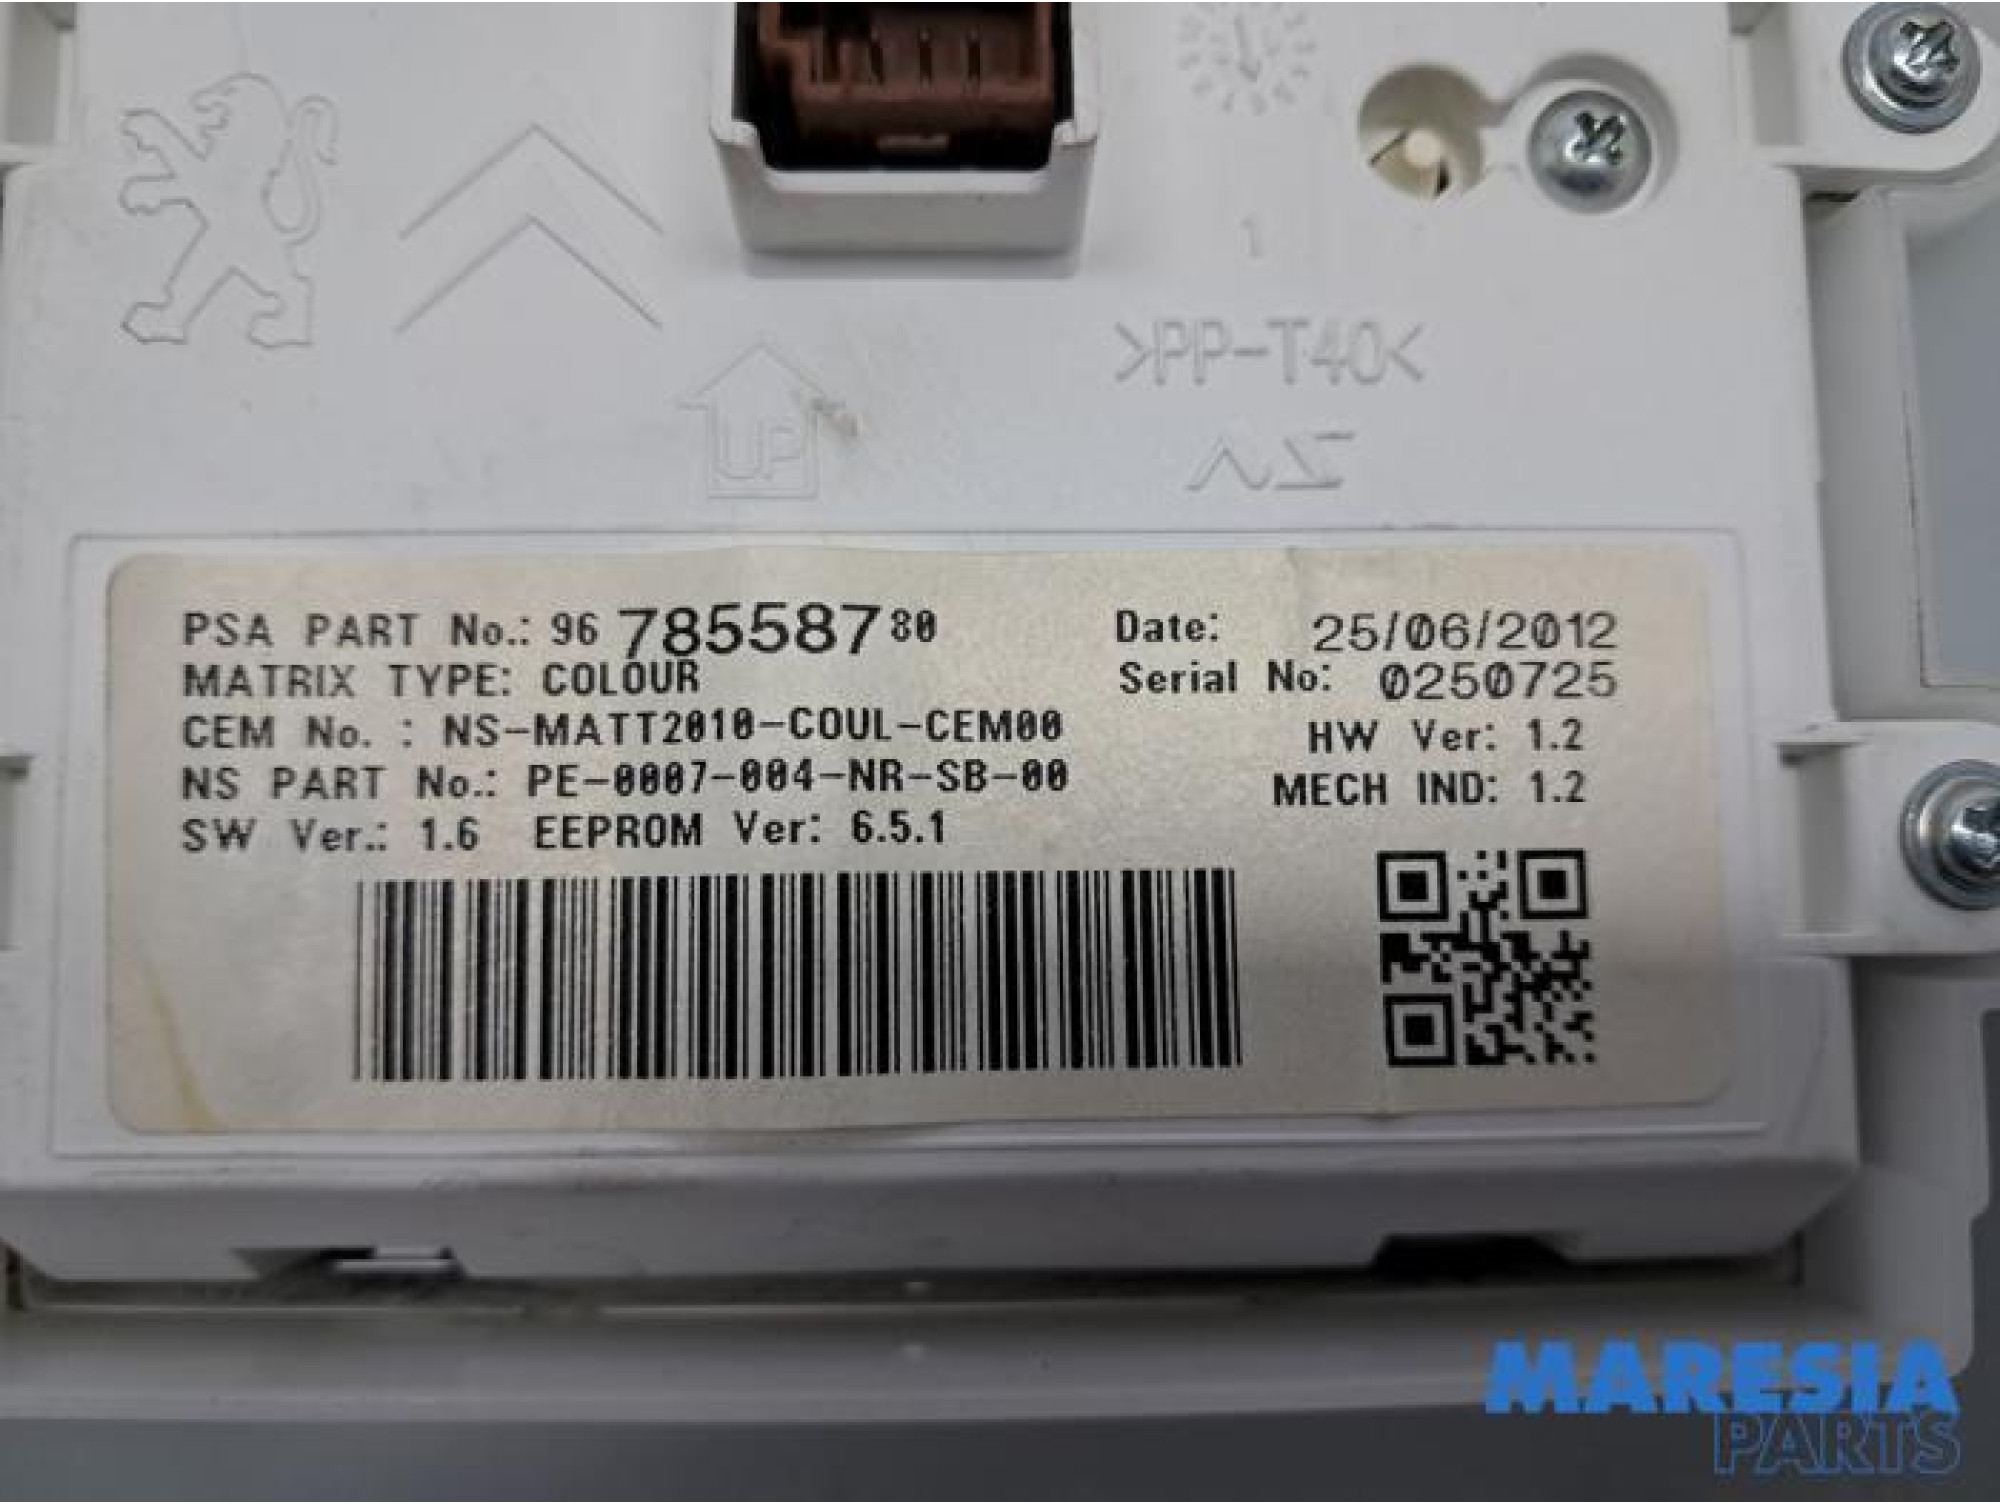 1
>PP-T40<
UP
PSA PART No.: 96 785587 80
MATRIX TYPE: COLOUR
CEM No. : NS-MATT2010-COUL-CEM00
NS PART No.: PE-0007-004-NR-SB-00
SW Ver.: 1.6 EEPROM Ver: 6.5.1
Date: 25/06/2012
Serial No: 0250725
HW Ver: 1.2
MECH IND: 1.2
MARESIA
PARTS